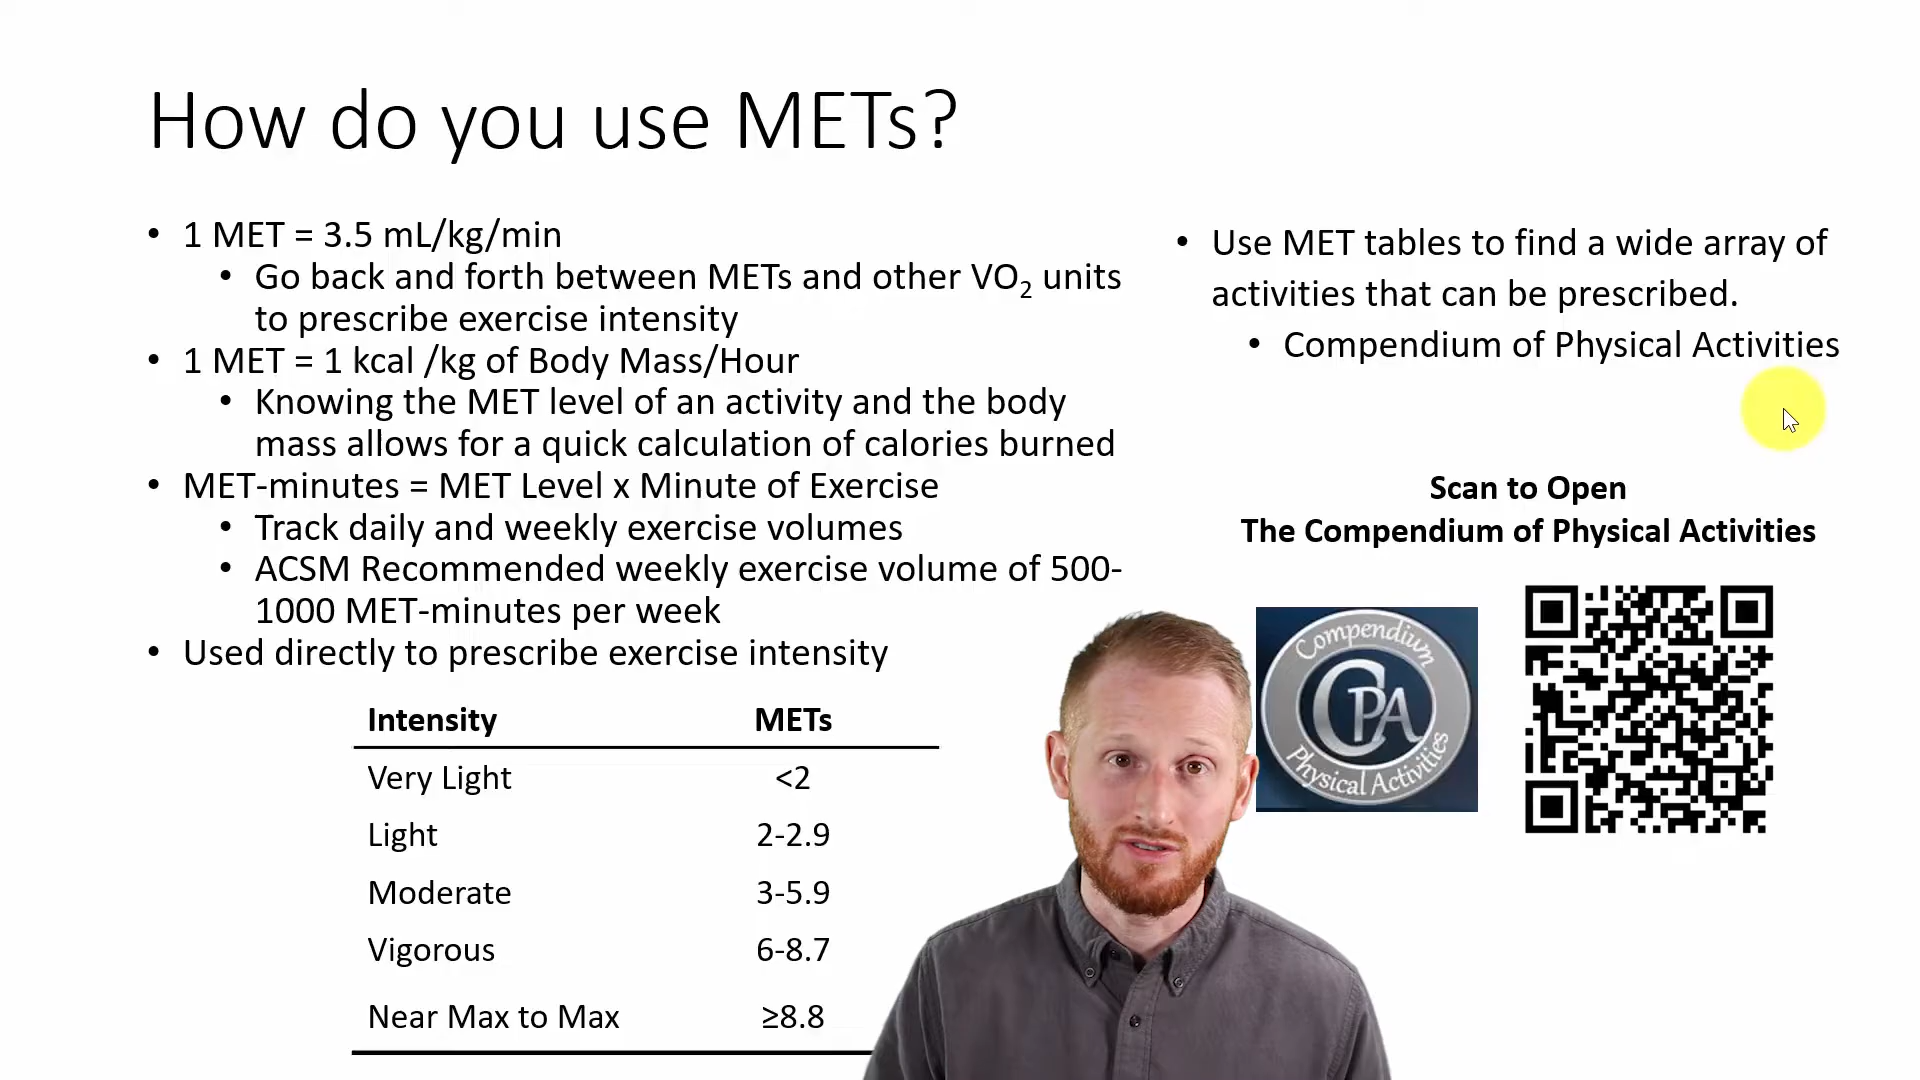 How do you use METs?
• 1 MET = 3.5 mL/kg/min
• Go back and forth between METs and other VO₂ units
to prescribe exercise intensity
• 1 MET = 1 kcal /kg of Body Mass/Hour
• Knowing the MET level of an activity and the body
mass allows for a quick calculation of calories burned
• MET-minutes = MET Level x Minute of Exercise
• Track daily and weekly exercise volumes
• ACSM Recommended weekly exercise volume of 500-
1000 MET-minutes per week
• Used directly to prescribe exercise intensity
Intensity METs
Very Light <2
Light 2-2.9
Moderate 3-5.9
Vigorous 6-8.7
Near Max to Max ≥8.8
• Use MET tables to find a wide array of
activities that can be prescribed.
• Compendium of Physical Activities
Scan to Open
The Compendium of Physical Activities
Compendium
CPA
Physical Activities